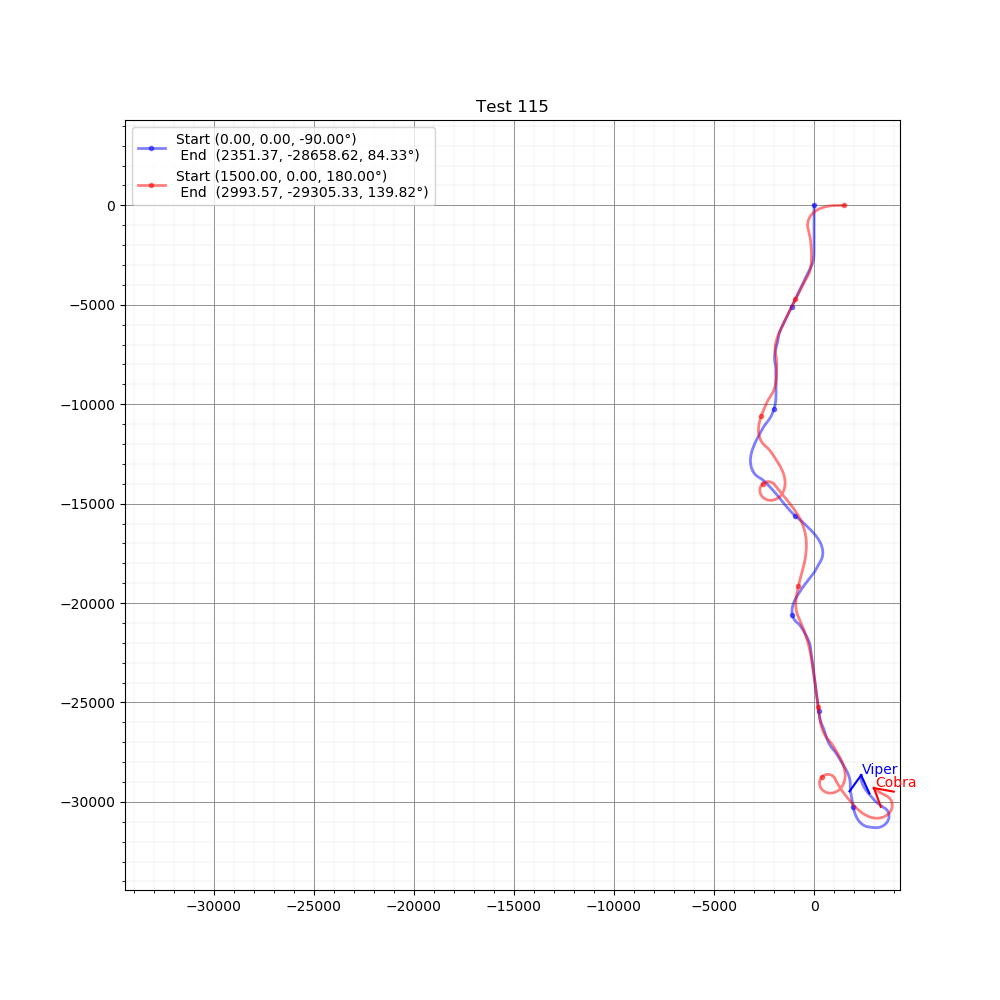 Test 115
Start (0.00, 0.00, -90.00°)
End (2351.37, -28658.62, 84.33°)
Start (1500.00, 0.00, 180.00°)
End (2993.57, -29305.33, 139.82°)
0
−5000
−10000
−15000
−20000
−25000
−30000
Viper
Cobra
−30000 −25000 −20000 −15000 −10000 −5000 0